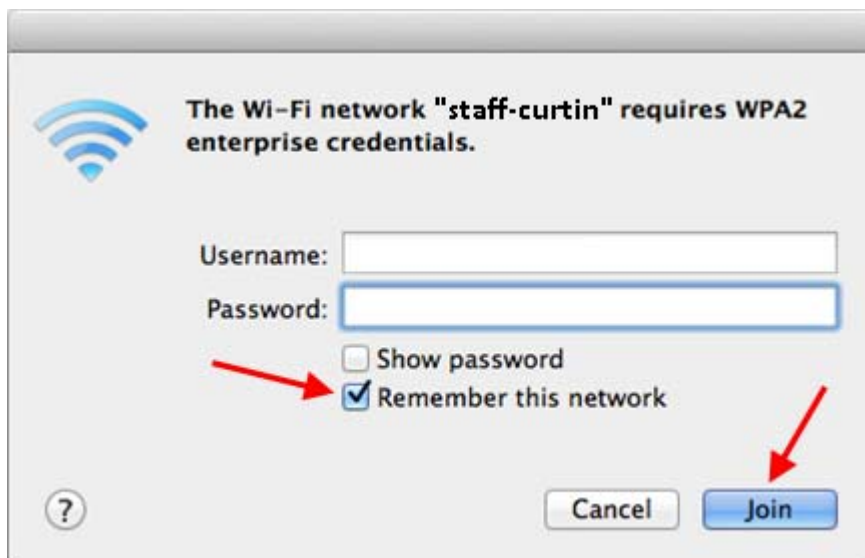 The Wi-Fi network "staff-curtin" requires WPA2
enterprise credentials.
Username:
Password:
Show password
Remember this network
?
Cancel
Join